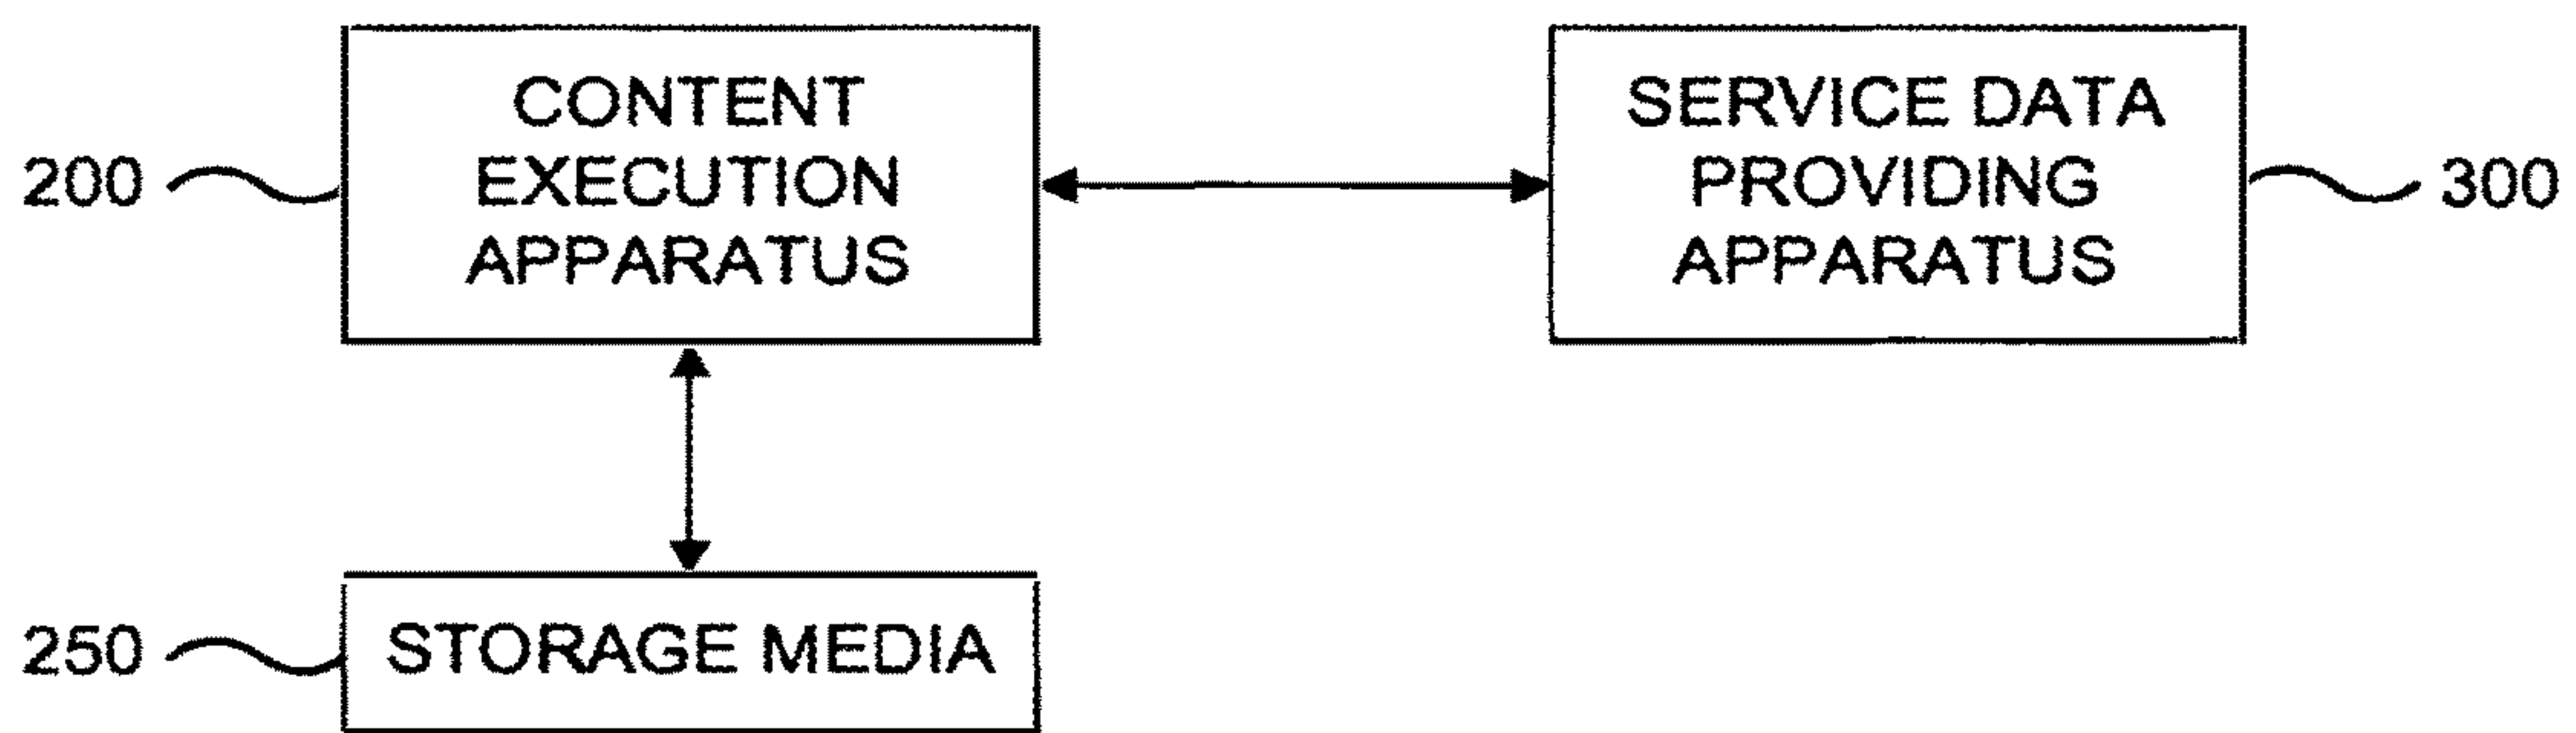 CONTENT
EXECUTION
APPARATUS
200
SERVICE DATA
PROVIDING
APPARATUS
300
STORAGE MEDIA
250